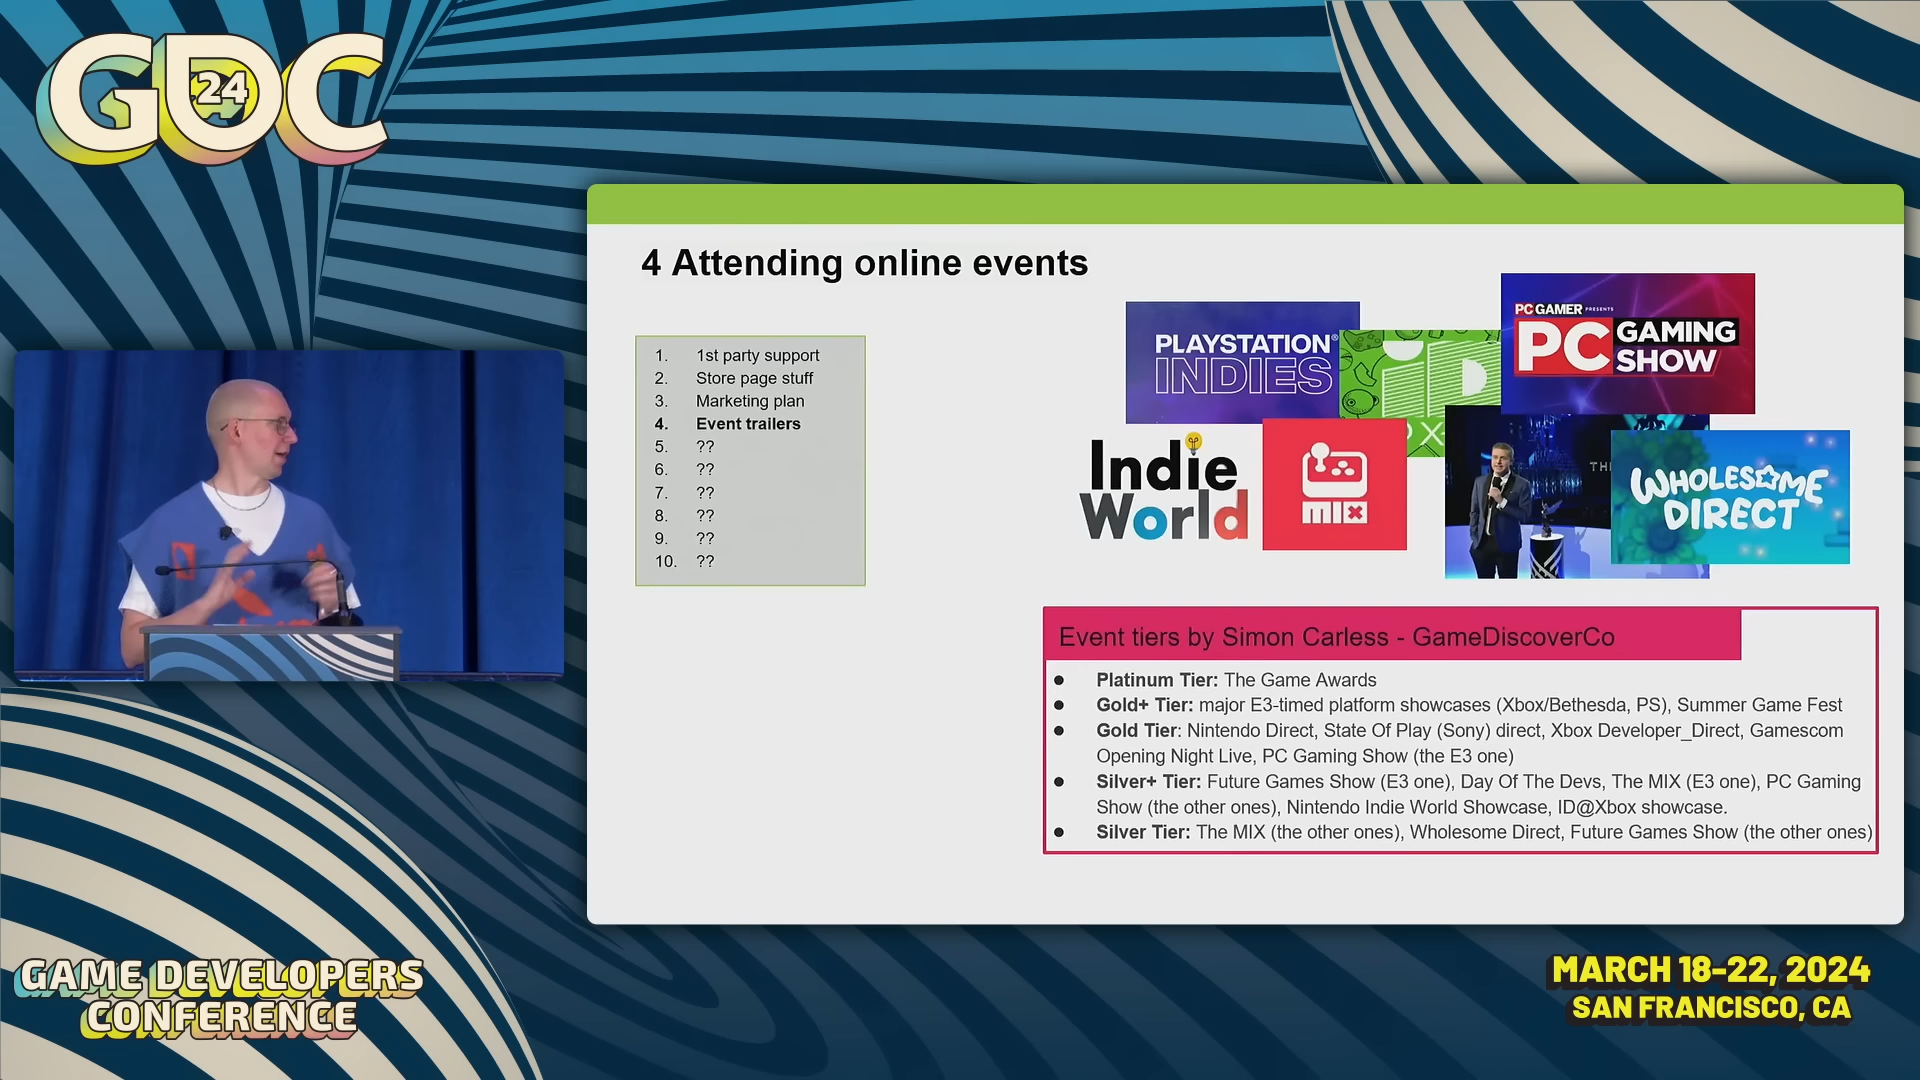 GDC
24
4 Attending online events
1. 1st party support
2. Store page stuff
3. Marketing plan
4. Event trailers
5. ??
6. ??
7. ??
8. ??
9. ??
10. ??
PLAYSTATION®
INDIES
PC GAMER PRESENTS
PC GAMING
SHOW
Indie
World
MIX
TH
WHOLESOME
DIRECT
Event tiers by Simon Carless - GameDiscoverCo
● Platinum Tier: The Game Awards
● Gold+ Tier: major E3-timed platform showcases (Xbox/Bethesda, PS), Summer Game Fest
● Gold Tier: Nintendo Direct, State Of Play (Sony) direct, Xbox Developer_Direct, Gamescom
Opening Night Live, PC Gaming Show (the E3 one)
● Silver+ Tier: Future Games Show (E3 one), Day Of The Devs, The MIX (E3 one), PC Gaming
Show (the other ones), Nintendo Indie World Showcase, ID@Xbox showcase.
● Silver Tier: The MIX (the other ones), Wholesome Direct, Future Games Show (the other ones)
GAME DEVELOPERS
CONFERENCE
MARCH 18-22, 2024
SAN FRANCISCO, CA